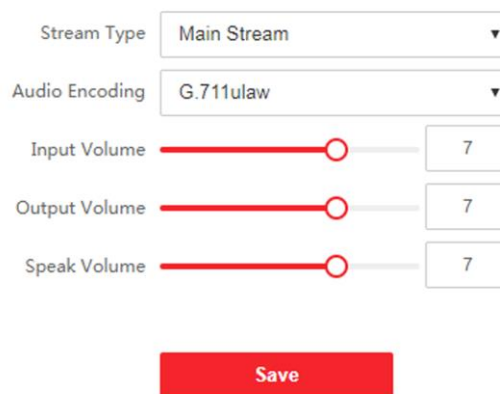 Stream Type Main Stream
Audio Encoding G.711ulaw
Input Volume 7
Output Volume 7
Speak Volume 7
Save